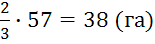 2/3 · 57 = 38 (га)